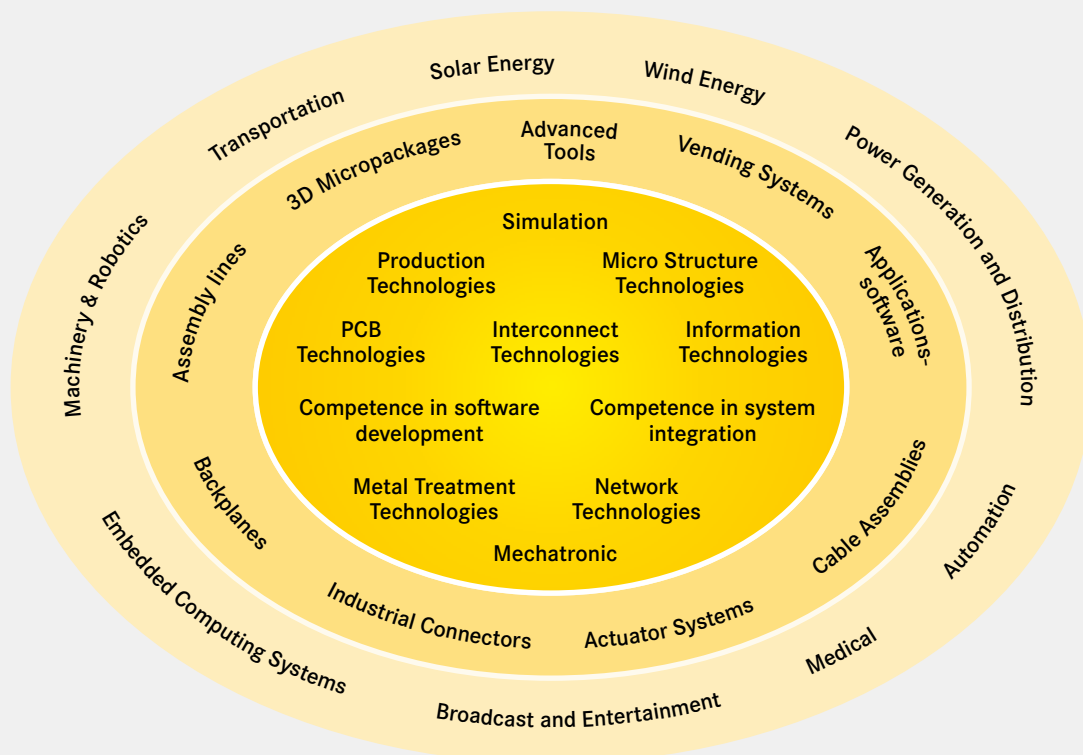 Solar Energy
Wind Energy
Power Generation and Distribution
Automation
Medical
Broadcast and Entertainment
Embedded Computing Systems
Machinery & Robotics
Transportation
Advanced
Tools
Vending Systems
Applications-
software
Cable Assemblies
Actuator Systems
Industrial Connectors
Backplanes
Assembly lines
3D Micropackages
Simulation
Production
Technologies
Micro Structure
Technologies
PCB
Technologies
Interconnect
Technologies
Information
Technologies
Competence in software
development
Competence in system
integration
Metal Treatment
Technologies
Network
Technologies
Mechatronic